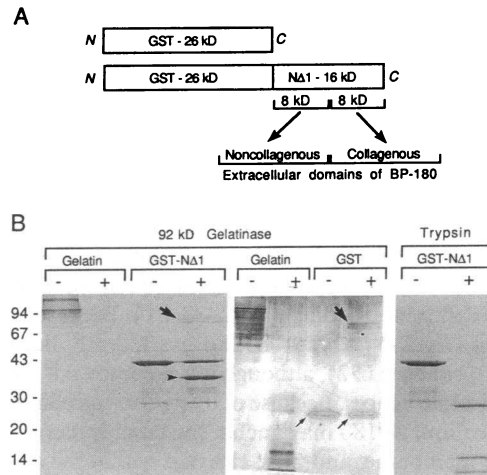 A
N GST - 26 kD C
N GST - 26 kD NΔ1 - 16 kD C
8 kD 8 kD
Noncollagenous Collagenous
Extracellular domains of BP-180
B
92 kD Gelatinase Trypsin
Gelatin GST-NΔ1 Gelatin GST GST-NΔ1
- + - + - + - + - +
94 -
67 -
43 -
30 -
20 -
14 -